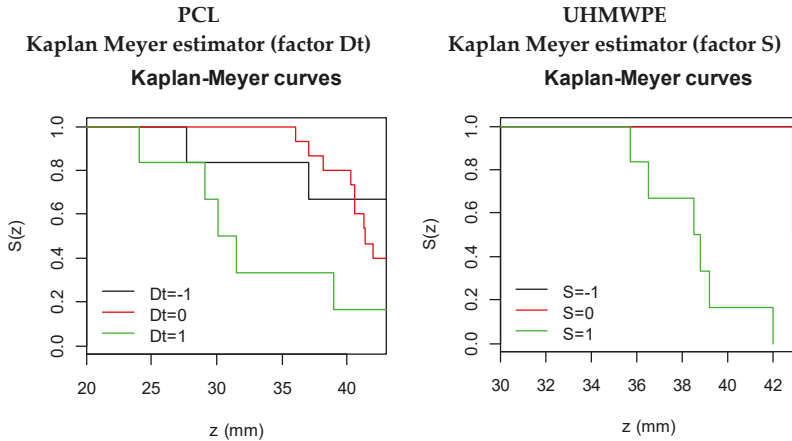 PCL
Kaplan Meyer estimator (factor Dt)
Kaplan-Meyer curves
S(z)
1.0
0.8
0.6
0.4
0.2
0.0
Dt=-1
Dt=0
Dt=1
20 25 30 35 40
z (mm)
UHMWPE
Kaplan Meyer estimator (factor S)
Kaplan-Meyer curves
S(z)
1.0
0.8
0.6
0.4
0.2
0.0
S=-1
S=0
S=1
30 32 34 36 38 40 42
z (mm)